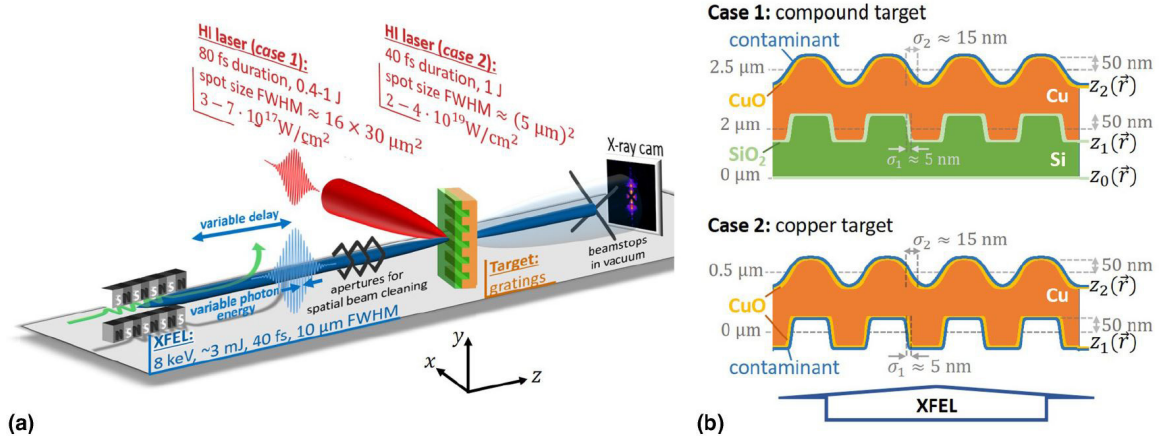 HI laser (case 1):
80 fs duration, 0.4-1 J
spot size FWHM ≈ 16 × 30 μm²
3 − 7 · 10¹⁷W/cm²
HI laser (case 2):
40 fs duration, 1 J
spot size FWHM ≈ (5 μm)²
2 − 4 · 10¹⁹W/cm²
X-ray cam
variable delay
beamstops
in vacuum
Target:
gratings
apertures for
spatial beam cleaning
variable photon
energy
S N S N S N S
N S N S N S
XFEL:
8 keV, ~3 mJ, 40 fs, 10 μm FWHM
y
x
z
(a)
Case 1: compound target
contaminant
σ₂ ≈ 15 nm
50 nm
2.5 μm
z₂(r⃗)
CuO
Cu
50 nm
2 μm
z₁(r⃗)
SiO₂
σ₁ ≈ 5 nm
Si
0 μm
z₀(r⃗)
Case 2: copper target
σ₂ ≈ 15 nm
0.5 μm
50 nm
z₂(r⃗)
CuO
Cu
0 μm
50 nm
z₁(r⃗)
contaminant
σ₁ ≈ 5 nm
XFEL
(b)